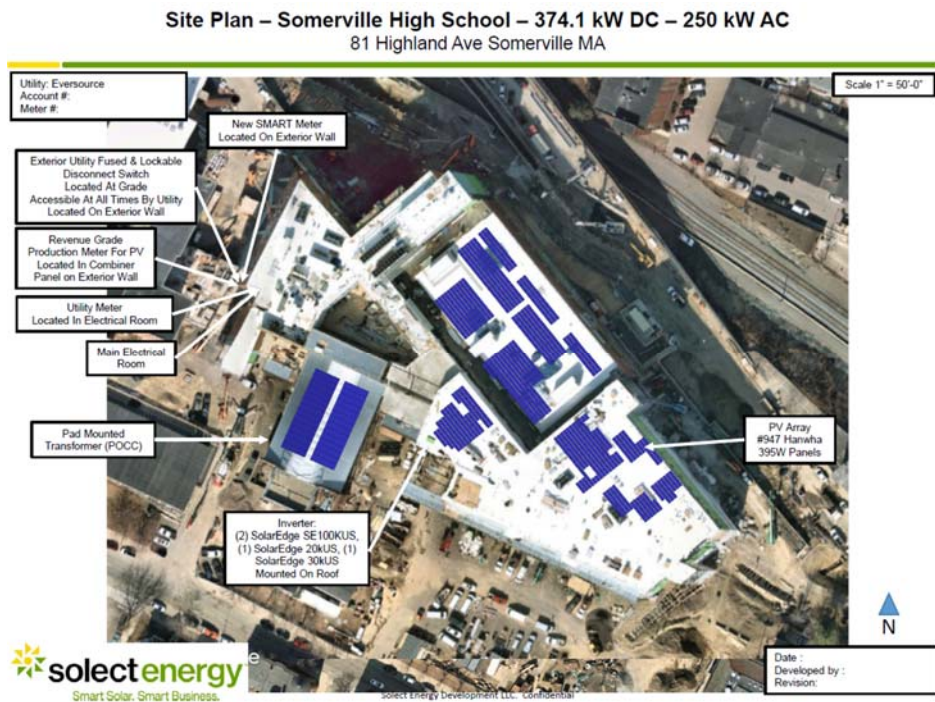 Site Plan – Somerville High School – 374.1 kW DC – 250 kW AC
81 Highland Ave Somerville MA
Utility: Eversource
Account #:
Meter #:
Scale 1" = 50'-0"
New SMART Meter
Located On Exterior Wall
Exterior Utility Fused & Lockable
Disconnect Switch
Located At Grade
Accessible At All Times By Utility
Located On Exterior Wall
Revenue Grade
Production Meter For PV
Located In Combiner
Panel on Exterior Wall
Utility Meter
Located In Electrical Room
Main Electrical
Room
Pad Mounted
Transformer (POCC)
PV Array
#947 Hanwha
395W Panels
Inverter:
(2) SolarEdge SE100KUS,
(1) SolarEdge 20kUS, (1)
SolarEdge 30kUS
Mounted On Roof
N
solectenergy
Smart Solar. Smart Business.
e
Solect Energy Development LLC. Confidential
Date :
Developed by :
Revision: